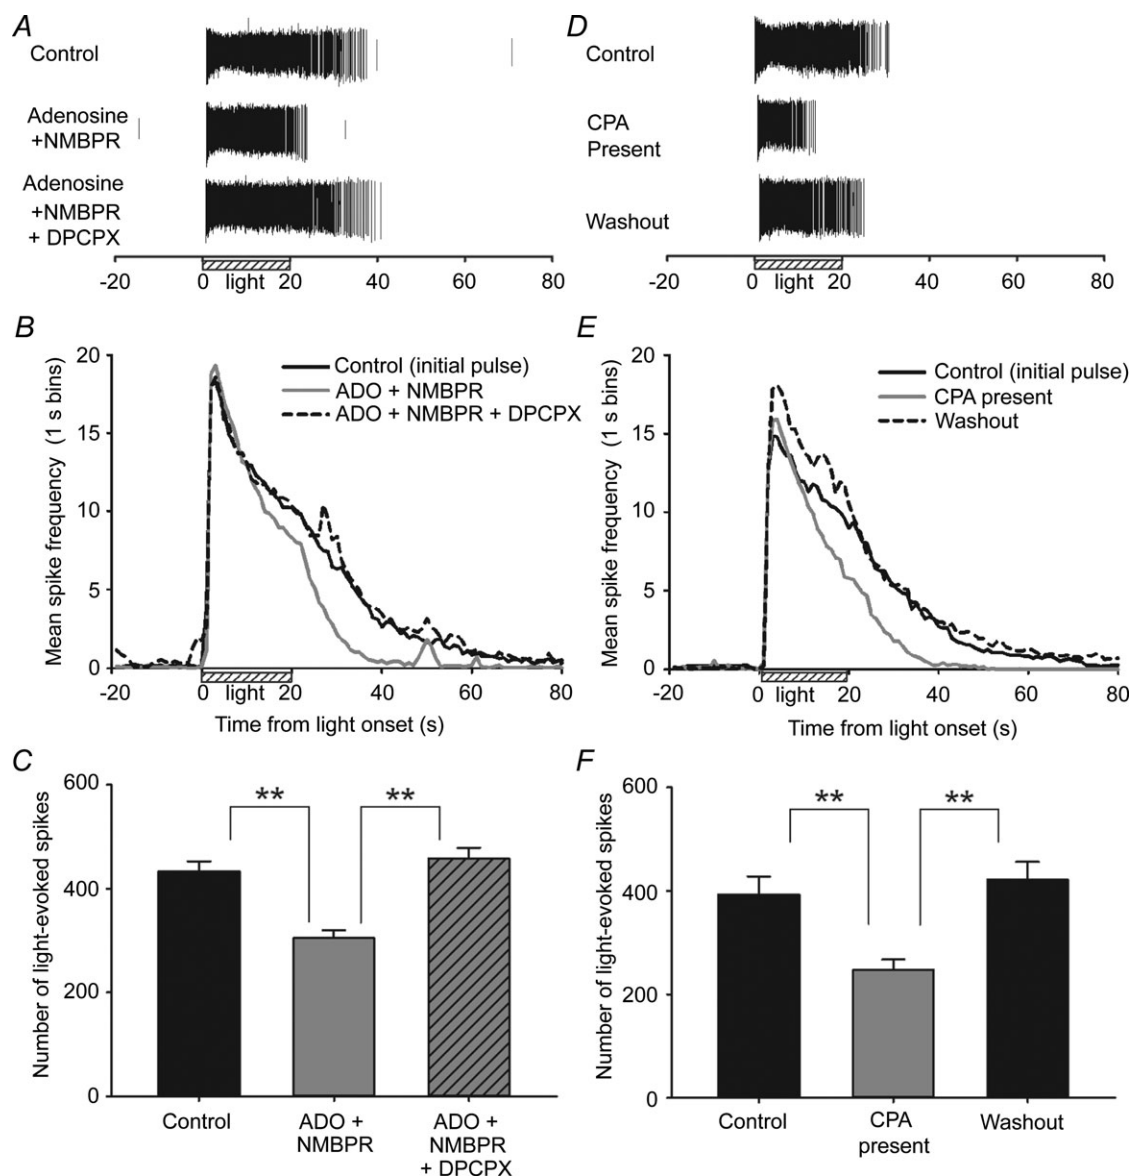 A
Control
Adenosine
+NMBPR
Adenosine
+NMBPR
+ DPCPX
-20 0 light 20 40 60 80
D
Control
CPA
Present
Washout
-20 0 light 20 40 60 80
B
Mean spike frequency (1 s bins)
20
15
10
5
0
Control (initial pulse)
ADO + NMBPR
ADO + NMBPR + DPCPX
-20 0 light 20 40 60 80
Time from light onset (s)
E
Mean spike frequency (1 s bins)
20
15
10
5
0
Control (initial pulse)
CPA present
Washout
-20 0 light 20 40 60 80
Time from light onset (s)
C
Number of light-evoked spikes
600
400
200
0
** **
Control
ADO +
NMBPR
ADO +
NMBPR
+ DPCPX
F
Number of light-evoked spikes
600
400
200
0
** **
Control
CPA
present
Washout